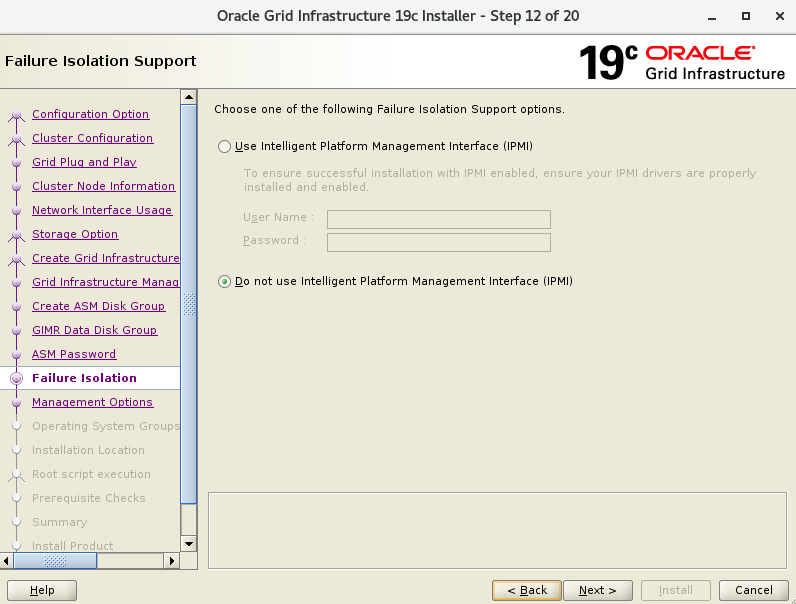 Oracle Grid Infrastructure 19c Installer - Step 12 of 20
Failure Isolation Support
19c ORACLE
Grid Infrastructure
Configuration Option
Cluster Configuration
Grid Plug and Play
Cluster Node Information
Network Interface Usage
Storage Option
Create Grid Infrastructure
Grid Infrastructure Manag
Create ASM Disk Group
GIMR Data Disk Group
ASM Password
Failure Isolation
Management Options
Operating System Groups
Installation Location
Root script execution
Prerequisite Checks
Summary
Install Product
Choose one of the following Failure Isolation Support options.
Use Intelligent Platform Management Interface (IPMI)
To ensure successful installation with IPMI enabled, ensure your IPMI drivers are properly
installed and enabled.
User Name :
Password :
Do not use Intelligent Platform Management Interface (IPMI)
Help
< Back
Next >
Install
Cancel